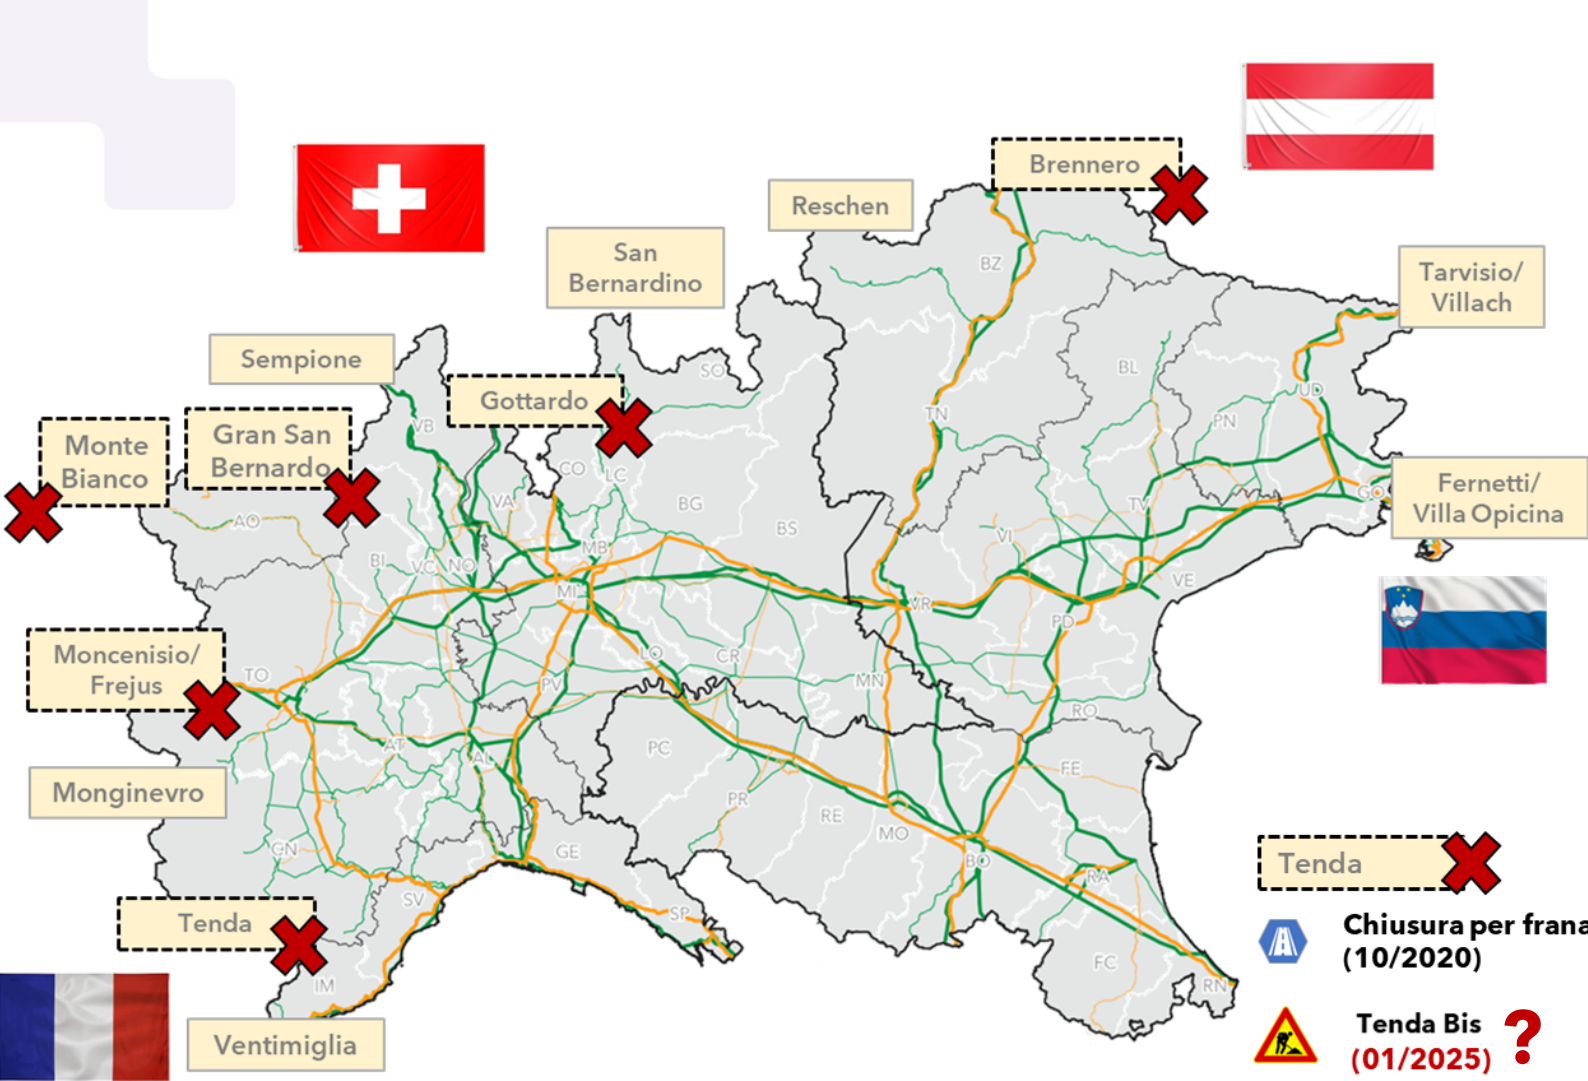 Brennero
Reschen
San
Bernardino
Tarvisio/
Villach
Sempione
Gottardo
Monte
Bianco
Gran San
Bernardo
Fernetti/
Villa Opicina
Moncenisio/
Frejus
Monginevro
Tenda
Ventimiglia
BZ
SO
BL
TN
UD
PN
VB
CO
LC
VA
BG
BS
TV
GO
AO
VI
MB
BI
VC
NO
MI
VR
VE
PD
LO
CR
TO
PV
MN
RO
AT
AL
PC
FE
PR
RE
MO
CN
GE
BO
RA
SV
SP
FC
IM
RN
Tenda
Chiusura per frana
(10/2020)
Tenda Bis
(01/2025) ?